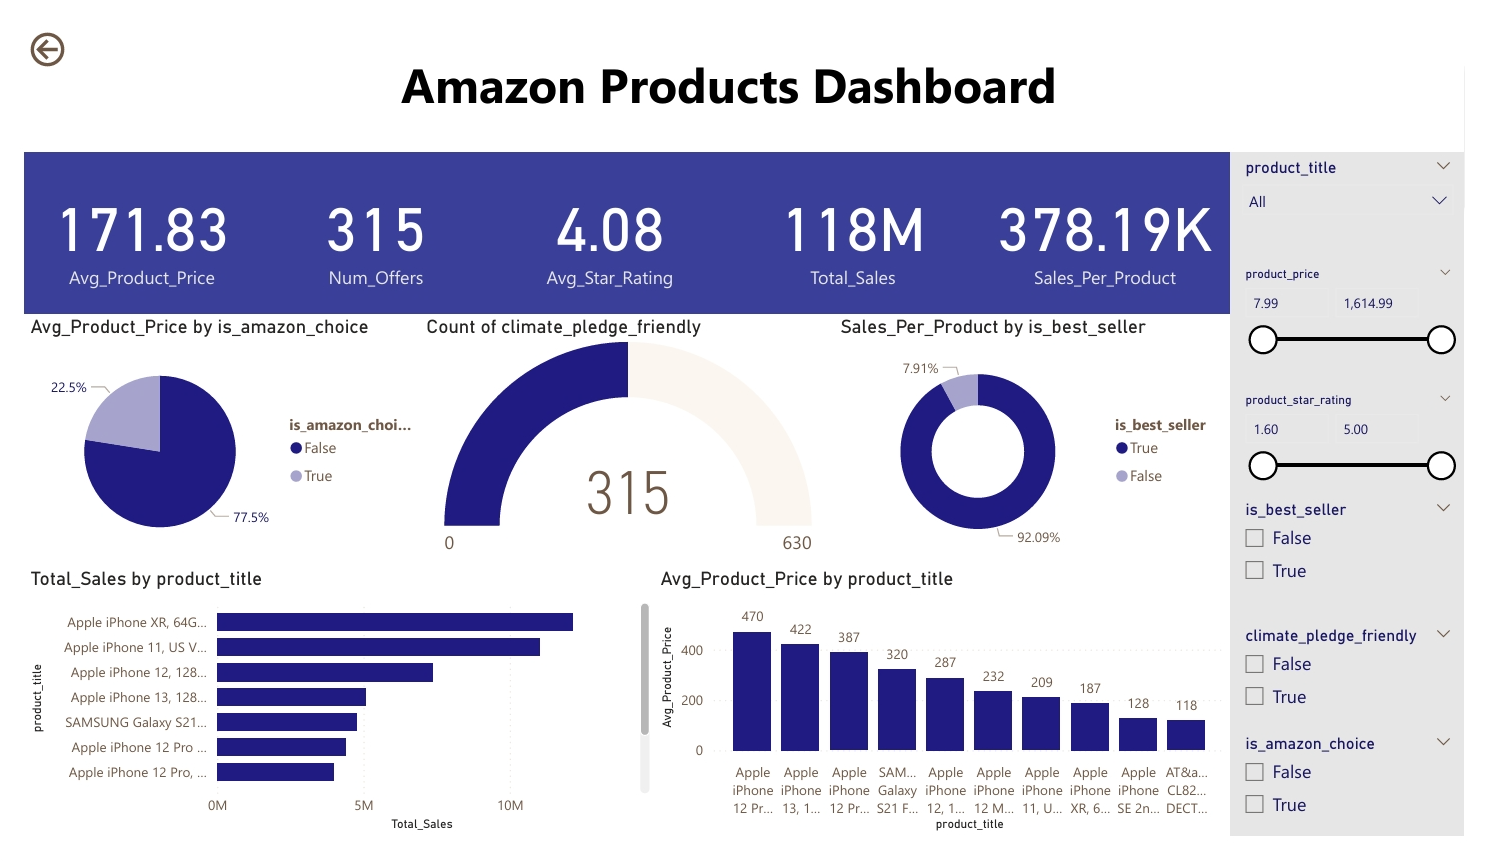 Amazon Products Dashboard
171.83
Avg_Product_Price
315
Num_Offers
4.08
Avg_Star_Rating
118M
Total_Sales
378.19K
Sales_Per_Product
Avg_Product_Price by is_amazon_choice
22.5%
77.5%
is_amazon_choi...
False
True
Count of climate_pledge_friendly
315
0
630
Sales_Per_Product by is_best_seller
7.91%
92.09%
is_best_seller
True
False
Total_Sales by product_title
product_title
Apple iPhone XR, 64G...
Apple iPhone 11, US V...
Apple iPhone 12, 128...
Apple iPhone 13, 128...
SAMSUNG Galaxy S21...
Apple iPhone 12 Pro ...
Apple iPhone 12 Pro, ...
0M
5M
10M
Total_Sales
Avg_Product_Price by product_title
Avg_Product_Price
400
200
0
470
422
387
320
287
232
209
187
128
118
Apple
iPhone
12 Pr...
Apple
iPhone
13, 1...
Apple
iPhone
12 Pr...
SAM...
Galaxy
S21 F...
Apple
iPhone
12, 1...
Apple
iPhone
12 M...
Apple
iPhone
11, U...
Apple
iPhone
XR, 6...
Apple
iPhone
SE 2n...
AT&a...
CL82...
DECT...
product_title
product_title
All
product_price
7.99
1,614.99
product_star_rating
1.60
5.00
is_best_seller
False
True
climate_pledge_friendly
False
True
is_amazon_choice
False
True